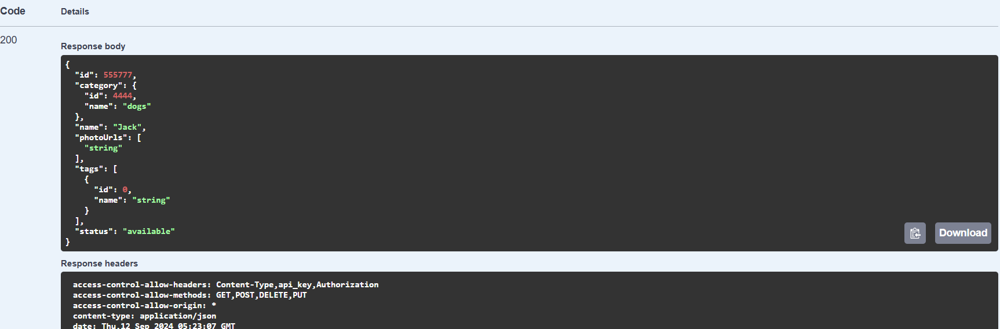 Code Details
200
Response body
{
  "id": 555777,
  "category": {
    "id": 4444,
    "name": "dogs"
  },
  "name": "Jack",
  "photoUrls": [
    "string"
  ],
  "tags": [
    {
      "id": 0,
      "name": "string"
    }
  ],
  "status": "available"
}
Download
Response headers
access-control-allow-headers: Content-Type,api_key,Authorization
access-control-allow-methods: GET,POST,DELETE,PUT
access-control-allow-origin: *
content-type: application/json
date: Thu,12 Sep 2024 05:23:07 GMT